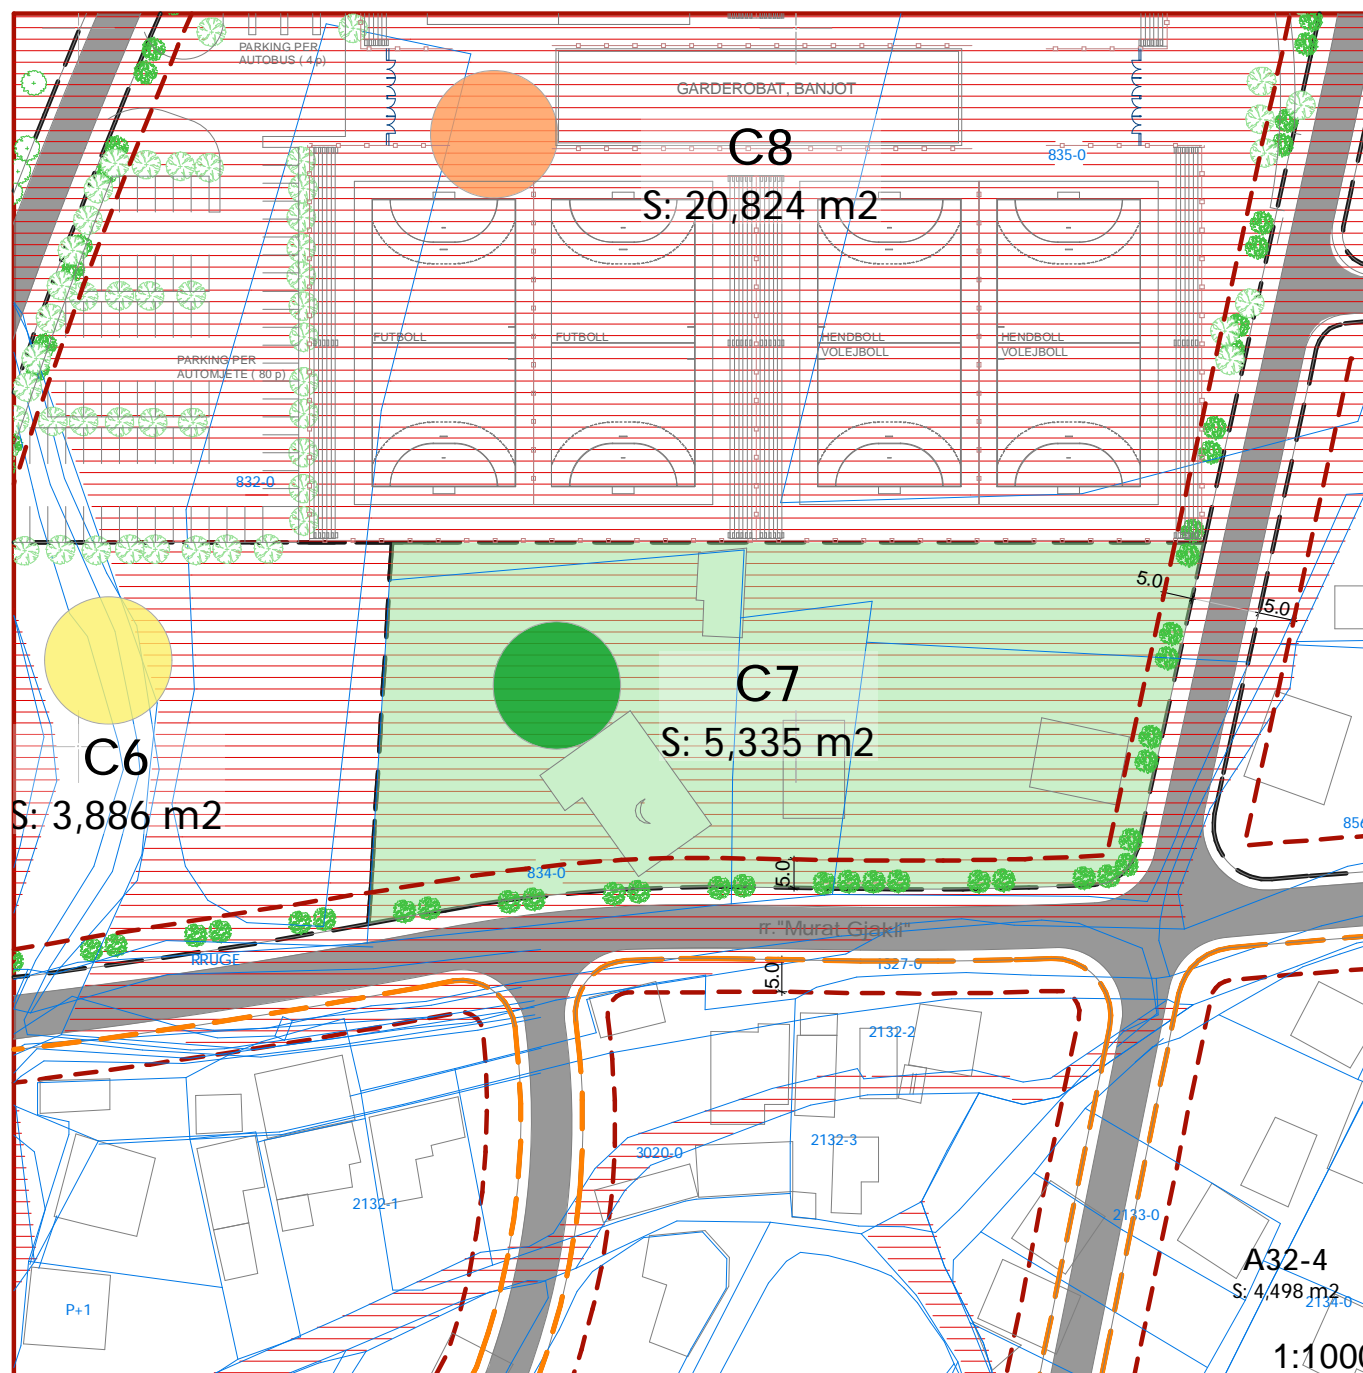 PARKING PER
AUTOBUS ( 4 p)
GARDEROBAT, BANJOT
C8
835-0
S: 20,824 m2
FUTBOLL
FUTBOLL
HENDBOLL
VOLEJBOLL
HENDBOLL
VOLEJBOLL
PARKING PER
AUTOMJETE ( 80 p)
832-0
5.0
5.0
C7
S: 5,335 m2
C6
S: 3,886 m2
856
834-0
5.0
rr."Murat Gjakli"
RRUGE
1327-0
5.0
2132-2
2132-3
3020-0
2132-1
2133-0
A32-4
S: 4,498 m2
2134-0
P+1
1:1000